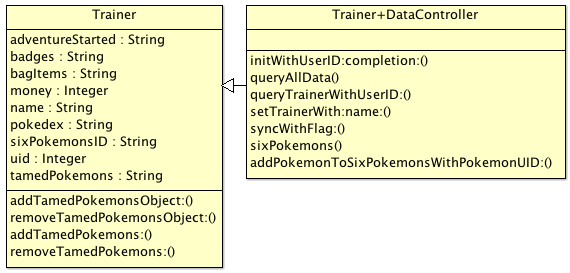 Trainer
adventureStarted : String
badges : String
bagItems : String
money : Integer
name : String
pokedex : String
sixPokemonsID : String
uid : Integer
tamedPokemons : String
addTamedPokemonsObject:()
removeTamedPokemonsObject:()
addTamedPokemons:()
removeTamedPokemons:()
Trainer+DataController
initWithUserID:completion:()
queryAllData()
queryTrainerWithUserID:()
setTrainerWith:name:()
syncWithFlag:()
sixPokemons()
addPokemonToSixPokemonsWithPokemonUID:()